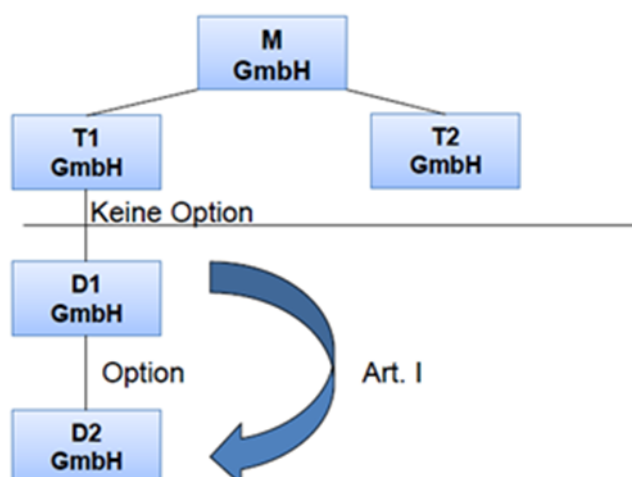 M
GmbH
T1
GmbH
T2
GmbH
Keine Option
D1
GmbH
Option
Art. I
D2
GmbH